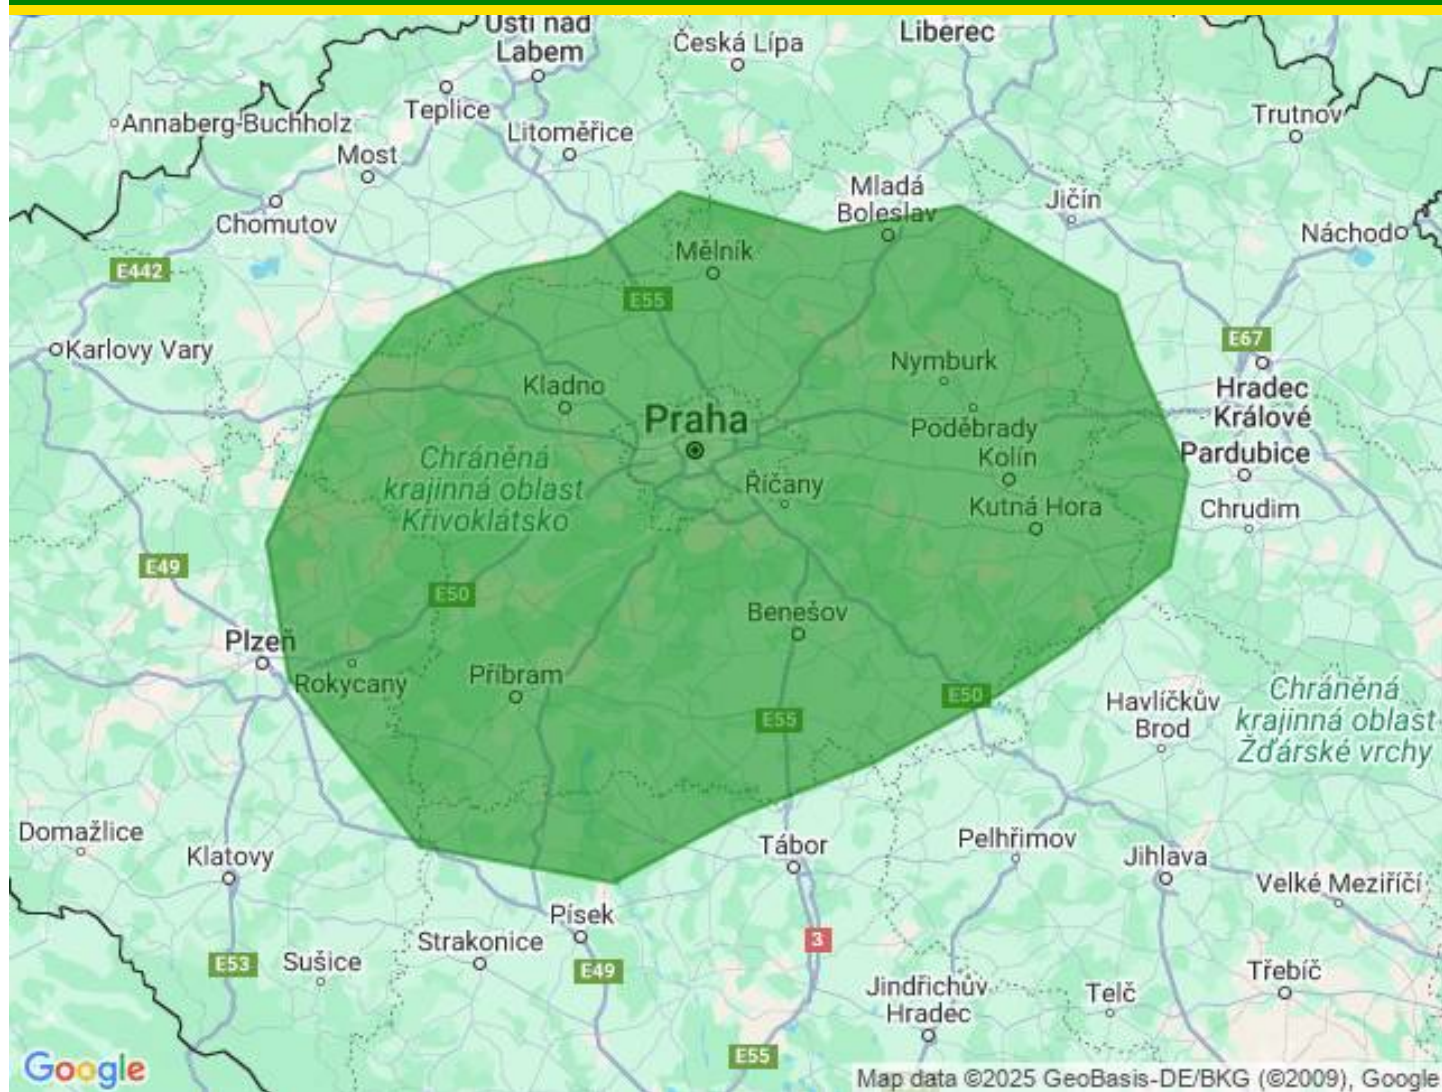 Ústí nad
Labem
Česká Lípa
Liberec
Teplice
Annaberg-Buchholz
Litoměřice
Trutnov
Most
Chomutov
Mladá
Boleslav
Jičín
Náchod
Mělník
E442
E55
E67
Karlovy Vary
Nymburk
Kladno
Hradec
Králové
Praha
Poděbrady
Chráněná
krajinná oblast
Křivoklátsko
Kolín
Pardubice
Říčany
Kutná Hora
Chrudim
E49
E50
Benešov
Plzeň
Rokycany
Příbram
E50
E55
Havlíčkův
Brod
Chráněná
krajinná oblast
Žďárské vrchy
Domažlice
Klatovy
Tábor
Pelhřimov
Jihlava
Velké Meziříčí
Písek
Strakonice
3
E53
Sušice
E49
Jindřichův
Hradec
Telč
Třebíč
E55
Google
Map data ©2025 GeoBasis-DE/BKG (©2009), Google